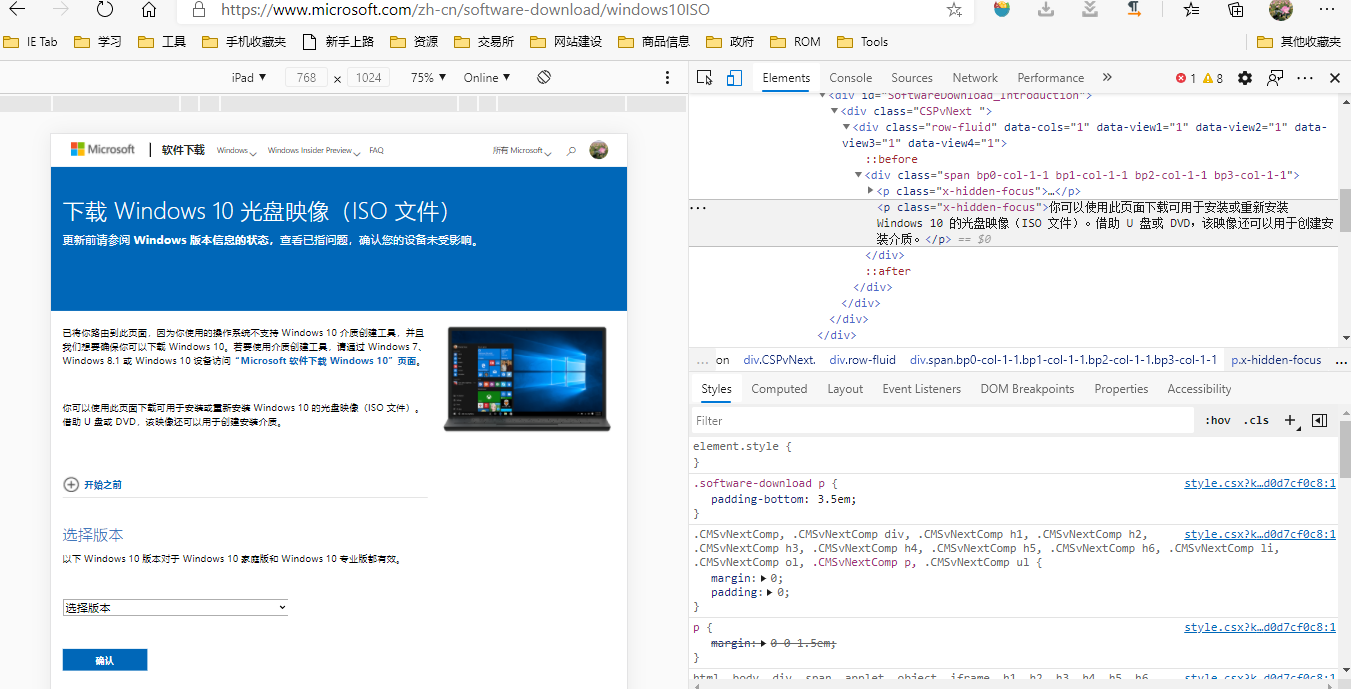 https://www.microsoft.com/zh-cn/software-download/windows10ISO
IE Tab 学习 工具 手机收藏夹 新手上路 资源 交易所 网站建设 商品信息 政府 ROM Tools 其他收藏夹
iPad ▼ 768 x 1024 75% ▼ Online ▼
Microsoft 软件下载 Windows Windows Insider Preview FAQ 所有 Microsoft
下载 Windows 10 光盘映像（ISO 文件）
更新前请参阅 Windows 版本信息的状态，查看已指问题，确认您的设备未受影响。
已将你路由到此页面，因为你使用的操作系统不支持 Windows 10 介质创建工具，并且
我们想要确保你可以下载 Windows 10。若要使用介质创建工具，请通过 Windows 7、
Windows 8.1 或 Windows 10 设备访问“Microsoft 软件下载 Windows 10”页面。
你可以使用此页面下载可用于安装或重新安装 Windows 10 的光盘映像（ISO 文件）。
借助 U 盘或 DVD，该映像还可以用于创建安装介质。
开始之前
选择版本
以下 Windows 10 版本对于 Windows 10 家庭版和 Windows 10 专业版都有效。
选择版本
确认
Elements Console Sources Network Performance » 1 8
<div id="SoftwareDownload_Introduction">
<div class="CSPvNext ">
<div class="row-fluid" data-cols="1" data-view1="1" data-view2="1" data-
view3="1" data-view4="1">
::before
<div class="span bp0-col-1-1 bp1-col-1-1 bp2-col-1-1 bp3-col-1-1">
<p class="x-hidden-focus">…</p>
<p class="x-hidden-focus">你可以使用此页面下载可用于安装或重新安装
Windows 10 的光盘映像（ISO 文件）。借助 U 盘或 DVD，该映像还可以用于创建安
装介质。</p> == $0
</div>
::after
</div>
</div>
</div>
</div>
... on div.CSPvNext. div.row-fluid div.span.bp0-col-1-1.bp1-col-1-1.bp2-col-1-1.bp3-col-1-1 p.x-hidden-focus ...
Styles Computed Layout Event Listeners DOM Breakpoints Properties Accessibility
Filter :hov .cls +
element.style {
}
.software-download p { style.csx?k…d0d7cf0c8:1
padding-bottom: 3.5em;
}
.CMSvNextComp, .CMSvNextComp div, .CMSvNextComp h1, .CMSvNextComp h2, style.csx?k…d0d7cf0c8:1
.CMSvNextComp h3, .CMSvNextComp h4, .CMSvNextComp h5, .CMSvNextComp h6, .CMSvNextComp li,
.CMSvNextComp ol, .CMSvNextComp p, .CMSvNextComp ul {
margin: 0;
padding: 0;
}
p { style.csx?k…d0d7cf0c8:1
margin: 0 0 1.5em;
}
html, body, div, span, applet, object, iframe, h1, h2, h3, h4, h5, h6, style.csx?k…d0d7cf0c8:1